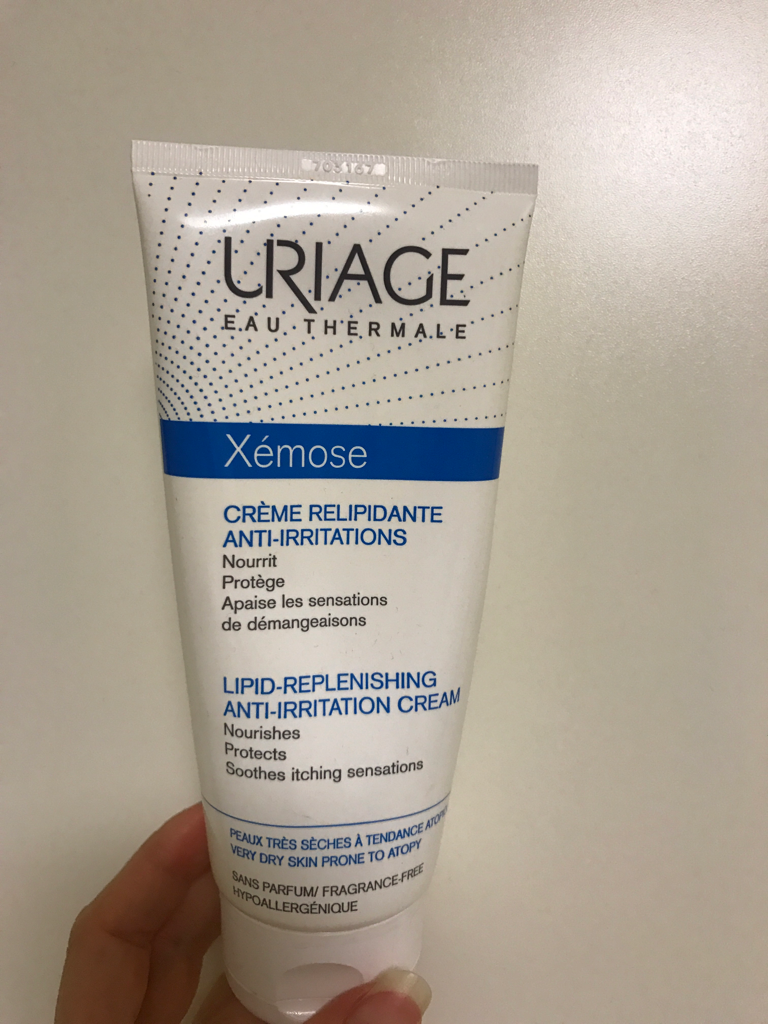 703167
URIAGE
EAU THERMALE
Xémose
CRÈME RELIPIDANTE
ANTI-IRRITATIONS
Nourrit
Protège
Apaise les sensations
de démangeaisons
LIPID-REPLENISHING
ANTI-IRRITATION CREAM
Nourishes
Protects
Soothes itching sensations
PEAUX TRÈS SÈCHES À TENDANCE
VERY DRY SKIN PRONE TO ATOPY
SANS PARFUM/ FRAGRANCE-FREE
HYPOALLERGÉNIQUE